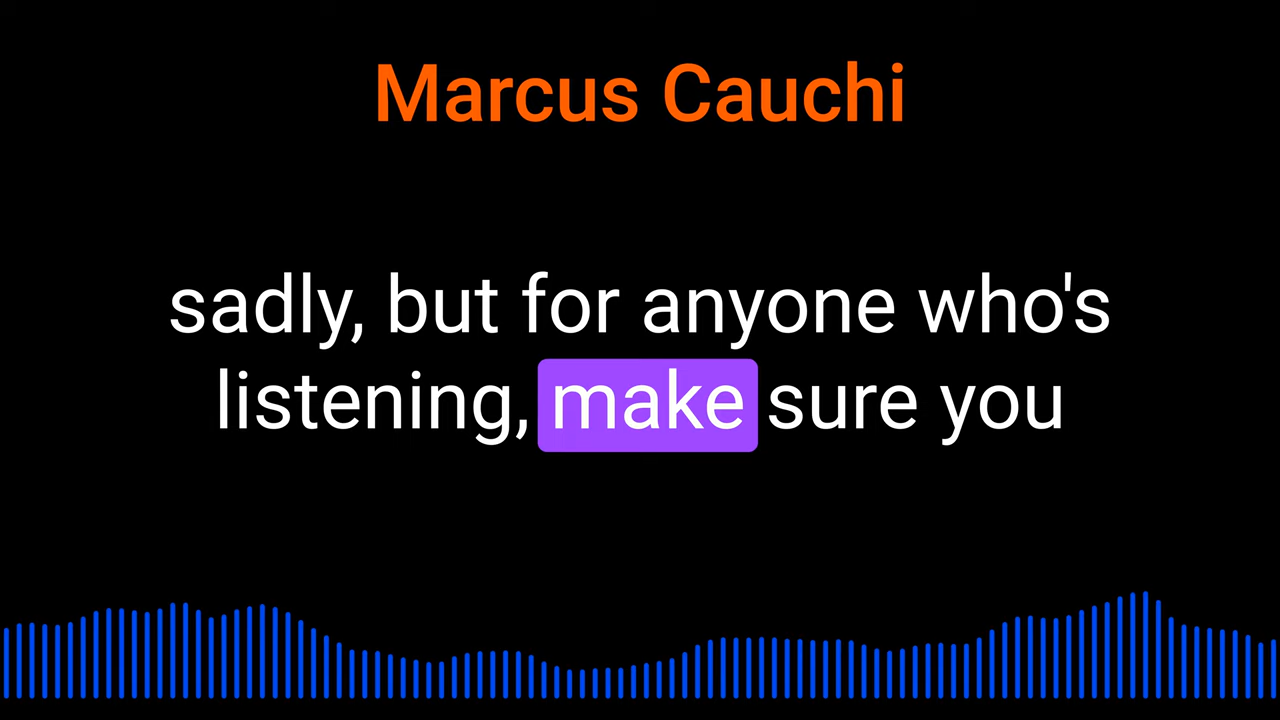 Marcus Cauchi
sadly, but for anyone who's
listening, make sure you